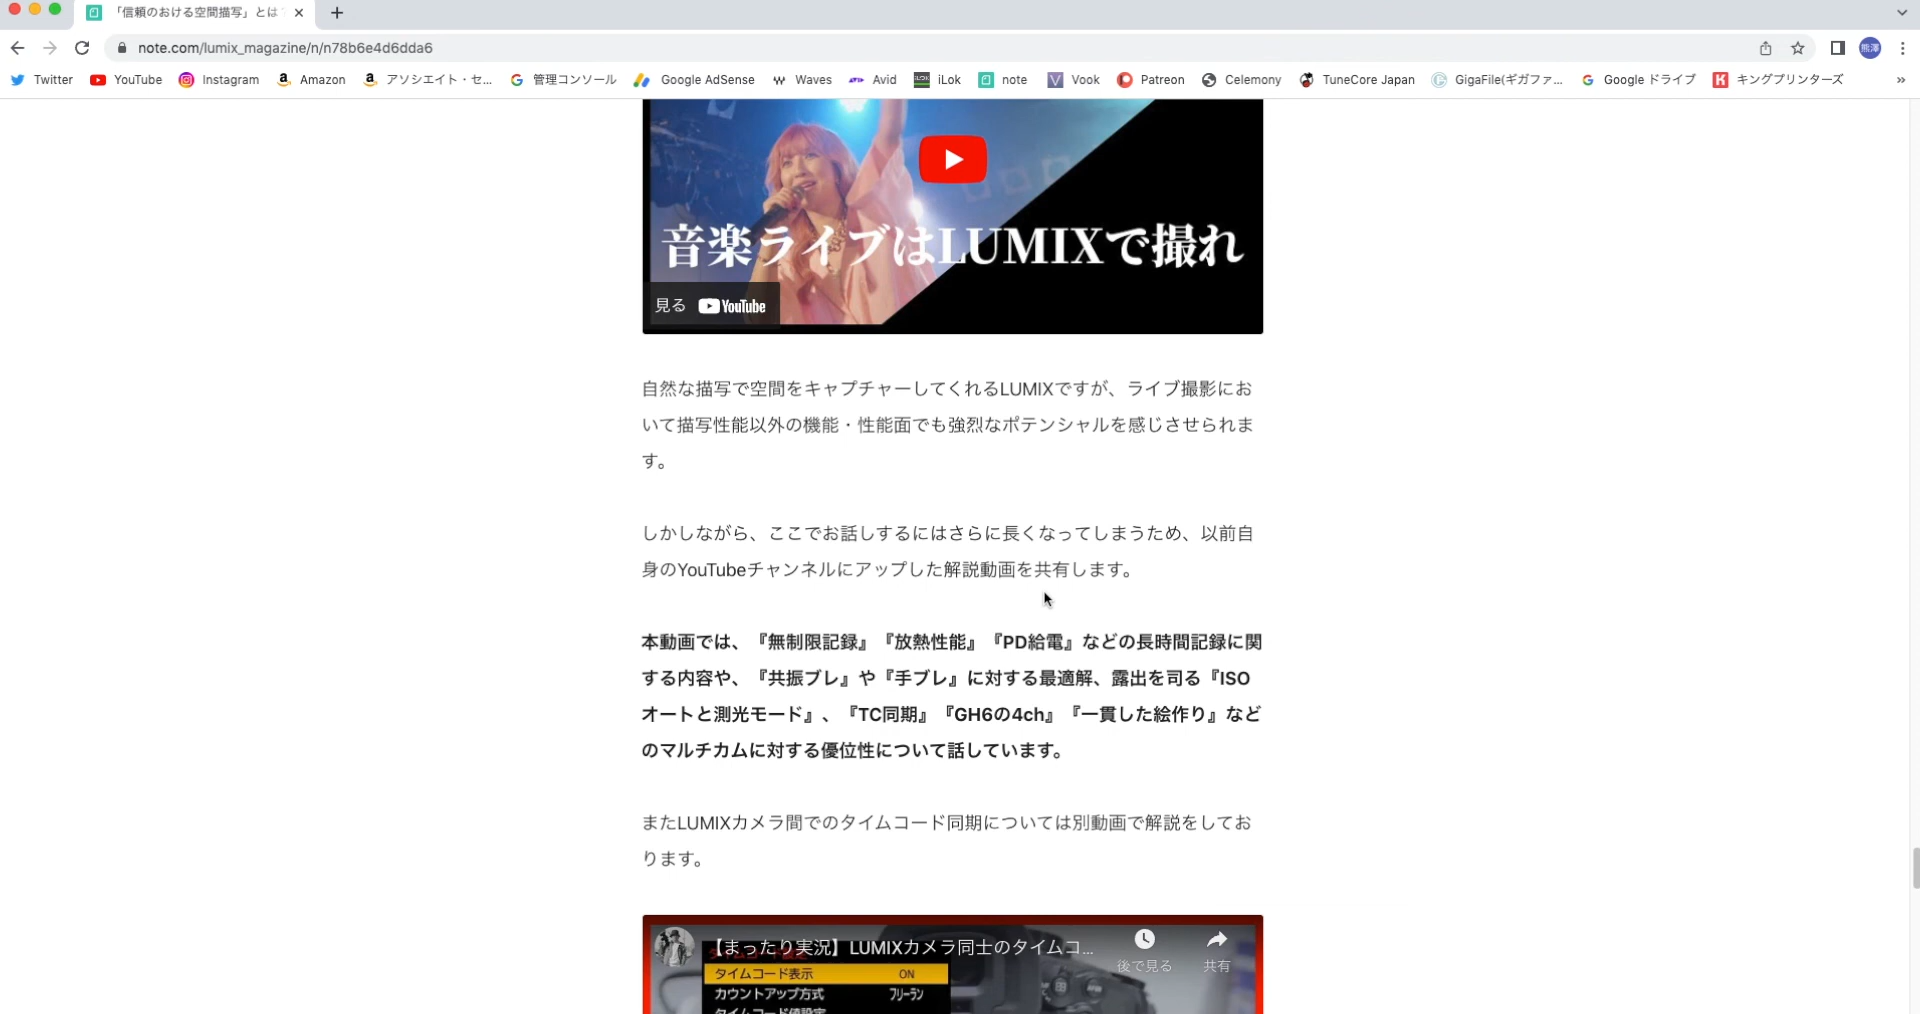 「信頼のおける空間描写」とは
note.com/lumix_magazine/n/n78b6e4d6dda6
熊澤
Twitter YouTube Instagram Amazon アソシエイト・セ... 管理コンソール Google AdSense Waves Avid iLok note Vook Patreon Celemony TuneCore Japan GigaFile(ギガファ... Google ドライブ キングプリンターズ »
音楽ライブはLUMIXで撮れ
見る YouTube
自然な描写で空間をキャプチャーしてくれるLUMIXですが、ライブ撮影にお
いて描写性能以外の機能・性能面でも強烈なポテンシャルを感じさせられま
す。
しかしながら、ここでお話しするにはさらに長くなってしまうため、以前自
身のYouTubeチャンネルにアップした解説動画を共有します。
本動画では、『無制限記録』『放熱性能』『PD給電』などの長時間記録に関
する内容や、『共振ブレ』や『手ブレ』に対する最適解、露出を司る『ISO
オートと測光モード』、『TC同期』『GH6の4ch』『一貫した絵作り』など
のマルチカムに対する優位性について話しています。
またLUMIXカメラ間でのタイムコード同期については別動画で解説をしてお
ります。
【まったり実況】LUMIXカメラ同士のタイムコ...
後で見る 共有
タイムコード設定
タイムコード表示 ON
カウントアップ方式 フリーラン
タイムコード値設定